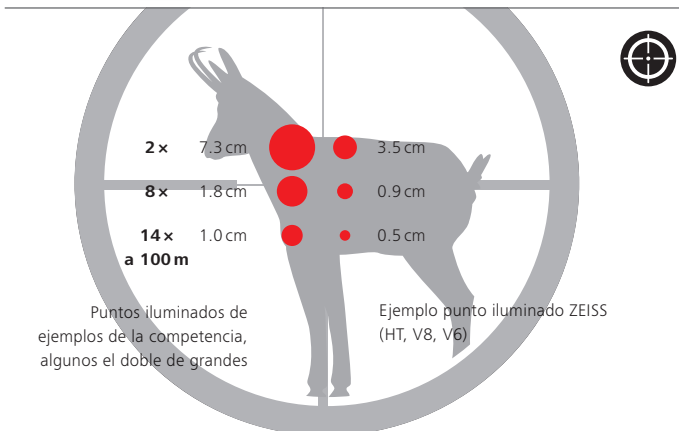 2× 7.3 cm 3.5 cm
8× 1.8 cm 0.9 cm
14× 1.0 cm 0.5 cm
a 100 m
Puntos iluminados de
ejemplos de la competencia,
algunos el doble de grandes
Ejemplo punto iluminado ZEISS
(HT, V8, V6)